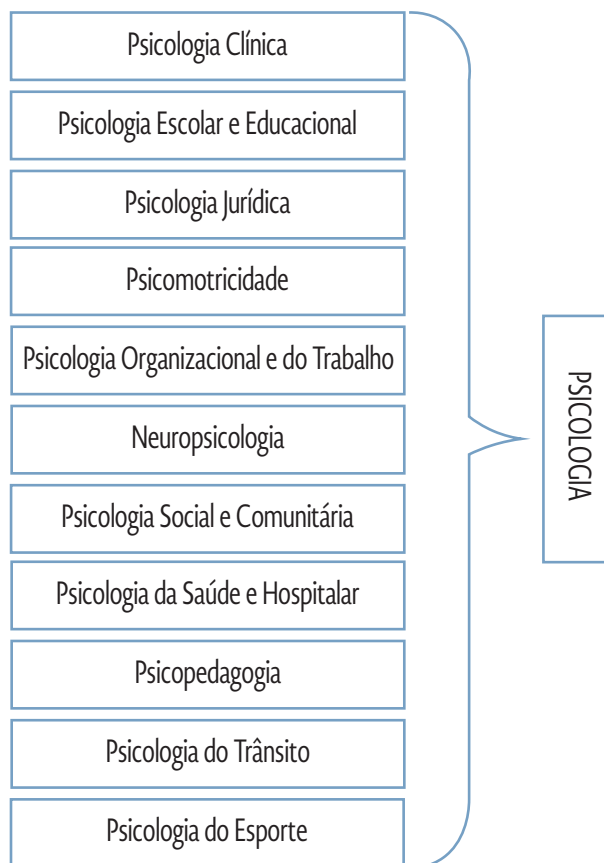 Psicologia Clínica
Psicologia Escolar e Educacional
Psicologia Jurídica
Psicomotricidade
Psicologia Organizacional e do Trabalho
Neuropsicologia
Psicologia Social e Comunitária
Psicologia da Saúde e Hospitalar
Psicopedagogia
Psicologia do Trânsito
Psicologia do Esporte
PSICOLOGIA